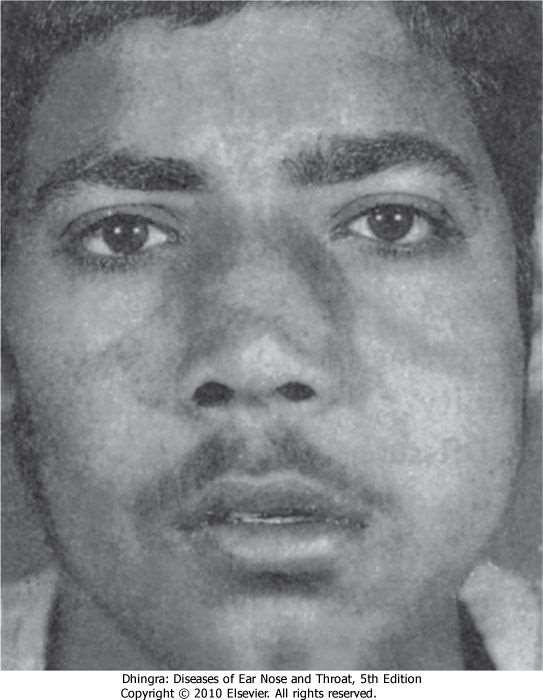 Dhingra: Diseases of Ear Nose and Throat, 5th Edition
Copyright © 2010 Elsevier. All rights reserved.